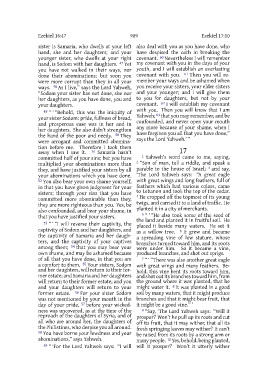 Ezekiel 16:47 989 Ezekiel 17:10
sister is Samaria, who dwells at your left
hand, she and her daughters; and your
younger sister, who dwells at your right
hand, is Sodom with her daughters. 47 Yet
you have not walked in their ways, nor
done their abominations; but soon you
were more corrupt than they in all your
ways. 48 As I live,” says the Lord Yahweh,
“Sodom your sister has not done, she nor
her daughters, as you have done, you and
your daughters.
49 “‘“Behold, this was the iniquity of
your sister Sodom: pride, fullness of bread,
and prosperous ease was in her and in
her daughters. She also didn’t strengthen
the hand of the poor and needy. 50 They
were arrogant and committed abomina-
tion before me. Therefore I took them
away when I saw it. 51 Samaria hasn’t
committed half of your sins; but you have
multiplied your abominations more than
they, and have justified your sisters by all
your abominations which you have done.
52 You also bear your own shame yourself,
in that you have given judgment for your
sisters; through your sins that you have
committed more abominable than they,
they are more righteous than you. Yes, be
also confounded, and bear your shame, in
that you have justified your sisters.
53 “‘“I will reverse their captivity, the
captivity of Sodom and her daughters, and
the captivity of Samaria and her daugh-
ters, and the captivity of your captives
among them; 54 that you may bear your
own shame, and may be ashamed because
of all that you have done, in that you are
a comfort to them. 55 Your sisters, Sodom
and her daughters, will return to their for-
mer estate; and Samaria and her daughters
will return to their former estate; and you
and your daughters will return to your
former estate. 56 For your sister Sodom
was not mentioned by your mouth in the
day of your pride, 57 before your wicked-
ness was uncovered, as at the time of the
reproach of the daughters of Syria, and of
all who are around her, the daughters of
the Philistines, who despise you all around.
58 You have borne your lewdness and your
abominations,” says Yahweh.
59 “‘For the Lord Yahweh says: “I will
also deal with you as you have done, who
have despised the oath in breaking the
covenant. 60 Nevertheless I will remember
my covenant with you in the days of your
youth, and I will establish an everlasting
covenant with you. 61 Then you will re-
member your ways and be ashamed when
you receive your sisters, your elder sisters
and your younger; and I will give them
to you for daughters, but not by your
covenant. 62 I will establish my covenant
with you. Then you will know that I am
Yahweh; 63 that you may remember, and be
confounded, and never open your mouth
any more because of your shame, when I
have forgiven you all that you have done,”
says the Lord Yahweh.’”
17
1 Yahweh’s word came to me, saying,
2 “Son of man, tell a riddle, and speak a
parable to the house of Israel; 3 and say,
‘The Lord Yahweh says: “A great eagle
with great wings and long feathers, full of
feathers which had various colors, came
to Lebanon and took the top of the cedar.
4 He cropped off the topmost of its young
twigs, and carried it to a land of traffic. He
planted it in a city of merchants.
5 “‘“He also took some of the seed of
the land and planted it in fruitful soil. He
placed it beside many waters. He set it
as a willow tree. 6 It grew and became
a spreading vine of low stature, whose
branches turned toward him, and its roots
were under him. So it became a vine,
produced branches, and shot out sprigs.
7 “‘“There was also another great eagle
with great wings and many feathers. Be-
hold, this vine bent its roots toward him,
and shot out its branches toward him, from
the ground where it was planted, that he
might water it. 8 It was planted in a good
soil by many waters, that it might produce
branches and that it might bear fruit, that
it might be a good vine.”’
9 “Say, ‘The Lord Yahweh says: “Will it
prosper? Won’t he pull up its roots and cut
off its fruit, that it may wither; that all its
fresh springing leaves may wither? It can’t
be raised from its roots by a strong arm or
many people. 10 Yes, behold, being planted,
will it prosper? Won’t it utterly wither